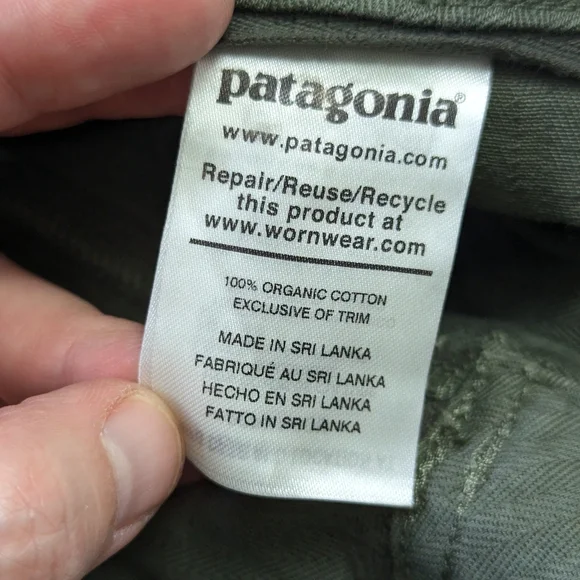 patagonia®
www.patagonia.com
Repair/Reuse/Recycle
this product at
www.wornwear.com
100% ORGANIC COTTON
EXCLUSIVE OF TRIM
MADE IN SRI LANKA
FABRIQUÉ AU SRI LANKA
HECHO EN SRI LANKA
FATTO IN SRI LANKA